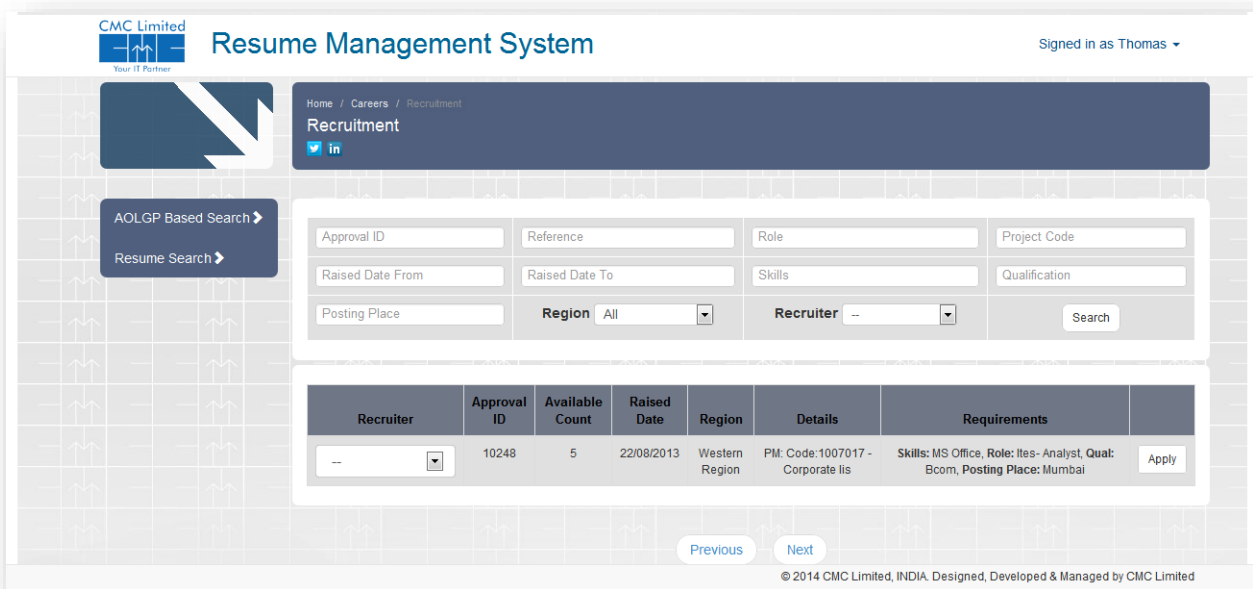 CMC Limited
Your IT Partner
Resume Management System
Signed in as Thomas
Home / Careers / Recruitment
Recruitment
in
AOLGP Based Search
Resume Search
Approval ID Reference Role Project Code
Raised Date From Raised Date To Skills Qualification
Posting Place Region All Recruiter -- Search
Recruiter Approval ID Available Count Raised Date Region Details Requirements
-- 10248 5 22/08/2013 Western Region PM: Code:1007017 - Corporate lis Skills: MS Office, Role: Ites- Analyst, Qual: Bcom, Posting Place: Mumbai Apply
Previous Next
© 2014 CMC Limited, INDIA. Designed, Developed & Managed by CMC Limited